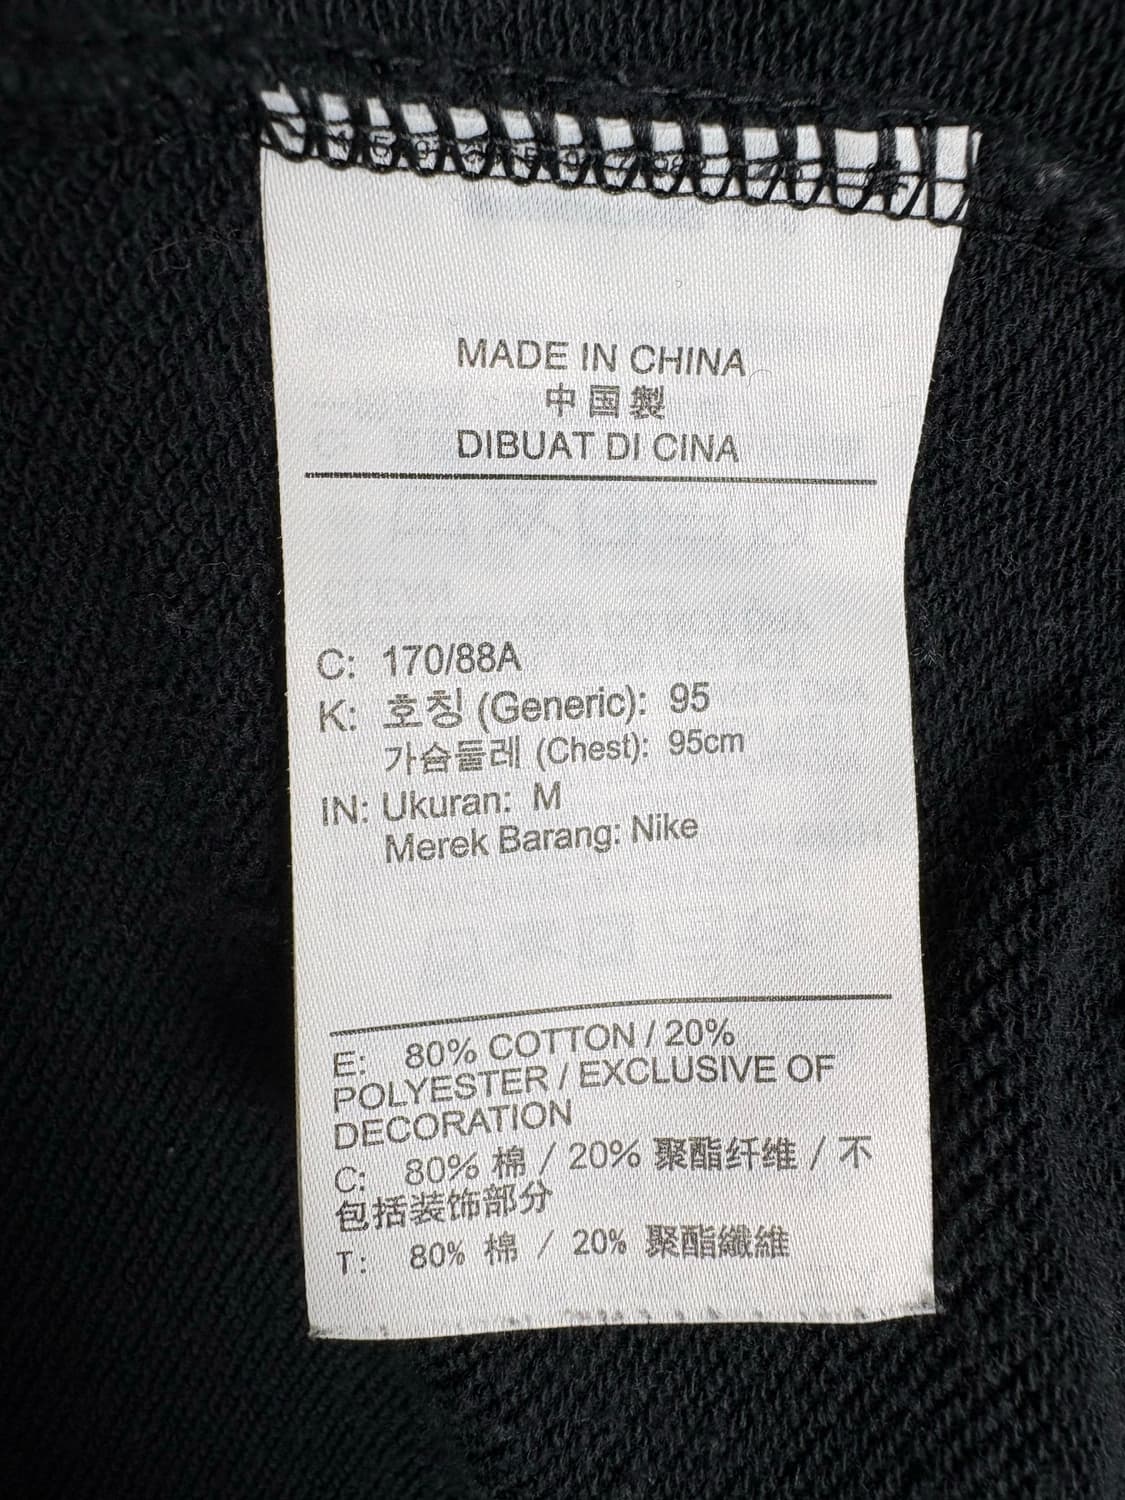 MADE IN CHINA
中国製
DIBUAT DI CINA
C: 170/88A
K: 호칭 (Generic): 95
가슴둘레 (Chest): 95cm
IN: Ukuran: M
Merek Barang: Nike
E: 80% COTTON / 20%
POLYESTER / EXCLUSIVE OF
DECORATION
C: 80% 棉 / 20% 聚酯纤维 / 不
包括装饰部分
T: 80% 棉 / 20% 聚酯纖維